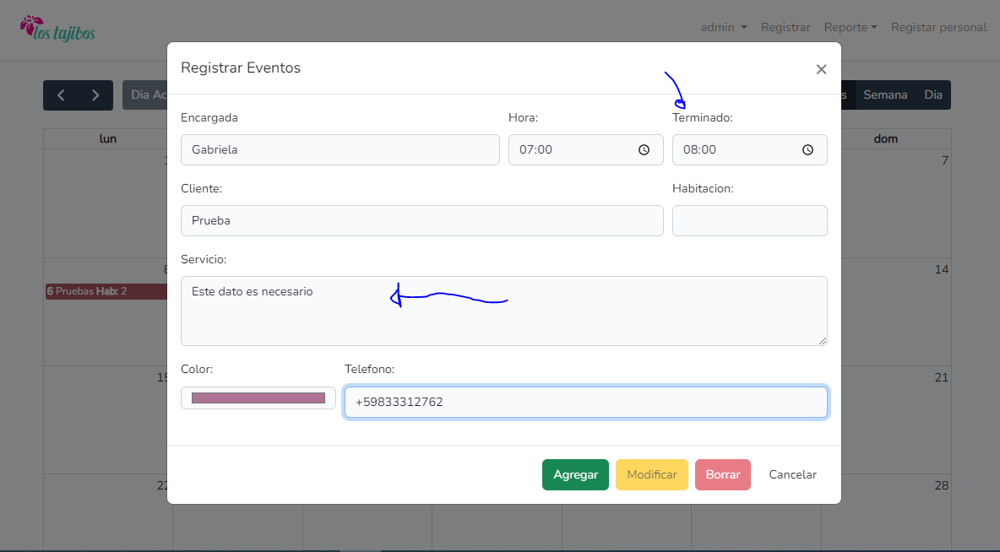 los tajibos
admin Registrar Reporte Registar personal
Registrar Eventos ×
Dia Ac
s Semana Dia
Encargada Hora: Terminado:
Gabriela 07:00 08:00
lun dom
1 7
Cliente: Habitacion:
Prueba
Servicio:
8 14
Este dato es necesario
6 Pruebas Hab: 2
Color: Telefono:
15 21
+59833312762
Agregar Modificar Borrar Cancelar
22 28